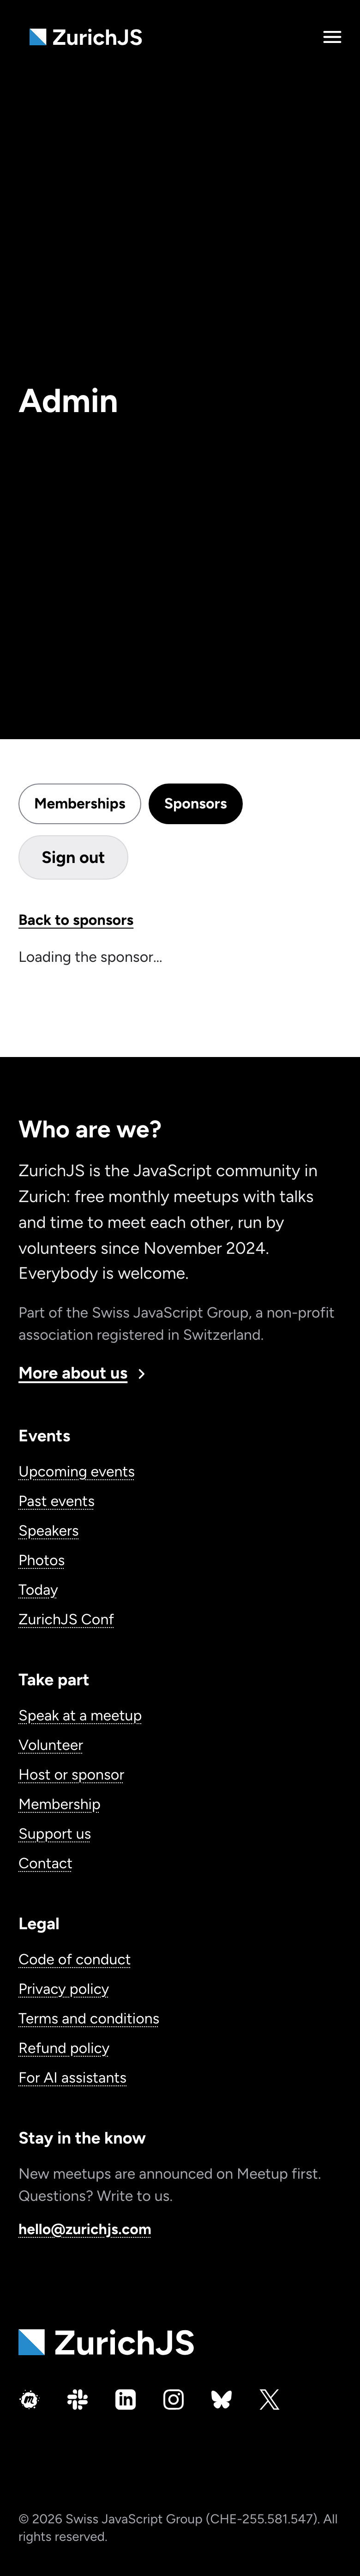 ZurichJS
Admin
Memberships
Sponsors
Sign out
Back to sponsors
Loading the sponsor...
Who are we?
ZurichJS is the JavaScript community in
Zurich: free monthly meetups with talks
and time to meet each other, run by
volunteers since November 2024.
Everybody is welcome.
Part of the Swiss JavaScript Group, a non-profit
association registered in Switzerland.
More about us
Events
Upcoming events
Past events
Speakers
Photos
Today
ZurichJS Conf
Take part
Speak at a meetup
Volunteer
Host or sponsor
Membership
Support us
Contact
Legal
Code of conduct
Privacy policy
Terms and conditions
Refund policy
For AI assistants
Stay in the know
New meetups are announced on Meetup first.
Questions? Write to us.
hello@zurichjs.com
ZurichJS
© 2026 Swiss JavaScript Group (CHE-255.581.547). All
rights reserved.